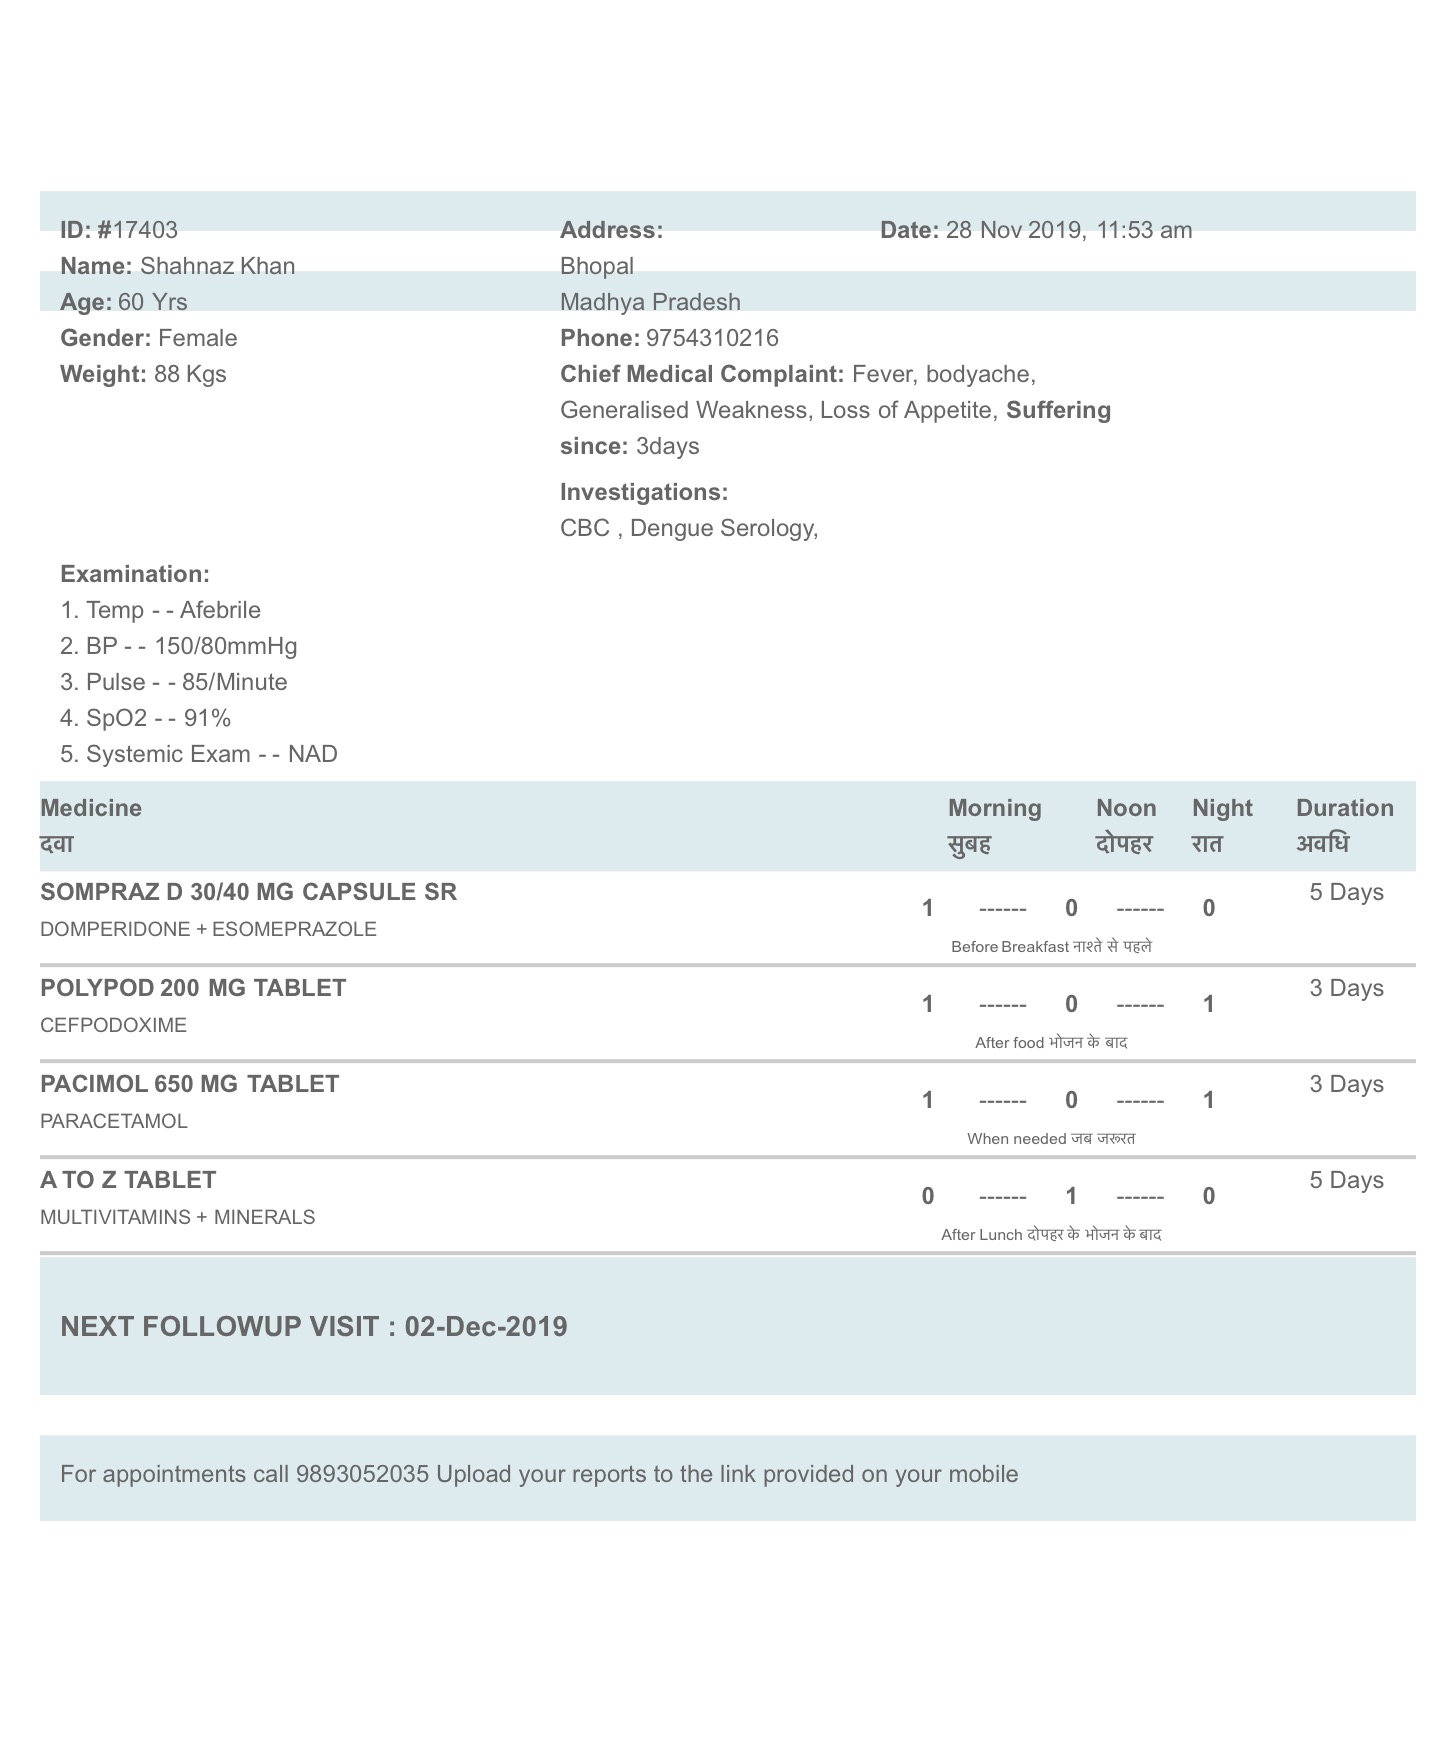 ID: #17403
Name: Shahnaz Khan
Age: 60 Yrs
Gender: Female
Weight: 88 Kgs
Address:
Bhopal
Madhya Pradesh
Phone: 9754310216
Chief Medical Complaint: Fever, bodyache,
Generalised Weakness, Loss of Appetite, Suffering
since: 3days
Investigations:
CBC , Dengue Serology,
Date: 28 Nov 2019, 11:53 am
Examination:
1. Temp - - Afebrile
2. BP - - 150/80mmHg
3. Pulse - - 85/Minute
4. SpO2 - - 91%
5. Systemic Exam - - NAD
Medicine Morning Noon Night Duration
दवा सुबह दोपहर रात अवधि
SOMPRAZ D 30/40 MG CAPSULE SR 1 ------ 0 ------ 0 5 Days
DOMPERIDONE + ESOMEPRAZOLE
Before Breakfast नाश्ते से पहले
POLYPOD 200 MG TABLET 1 ------ 0 ------ 1 3 Days
CEFPODOXIME
After food भोजन के बाद
PACIMOL 650 MG TABLET 1 ------ 0 ------ 1 3 Days
PARACETAMOL
When needed जब जरूरत
A TO Z TABLET 0 ------ 1 ------ 0 5 Days
MULTIVITAMINS + MINERALS
After Lunch दोपहर के भोजन के बाद
NEXT FOLLOWUP VISIT : 02-Dec-2019
For appointments call 9893052035 Upload your reports to the link provided on your mobile